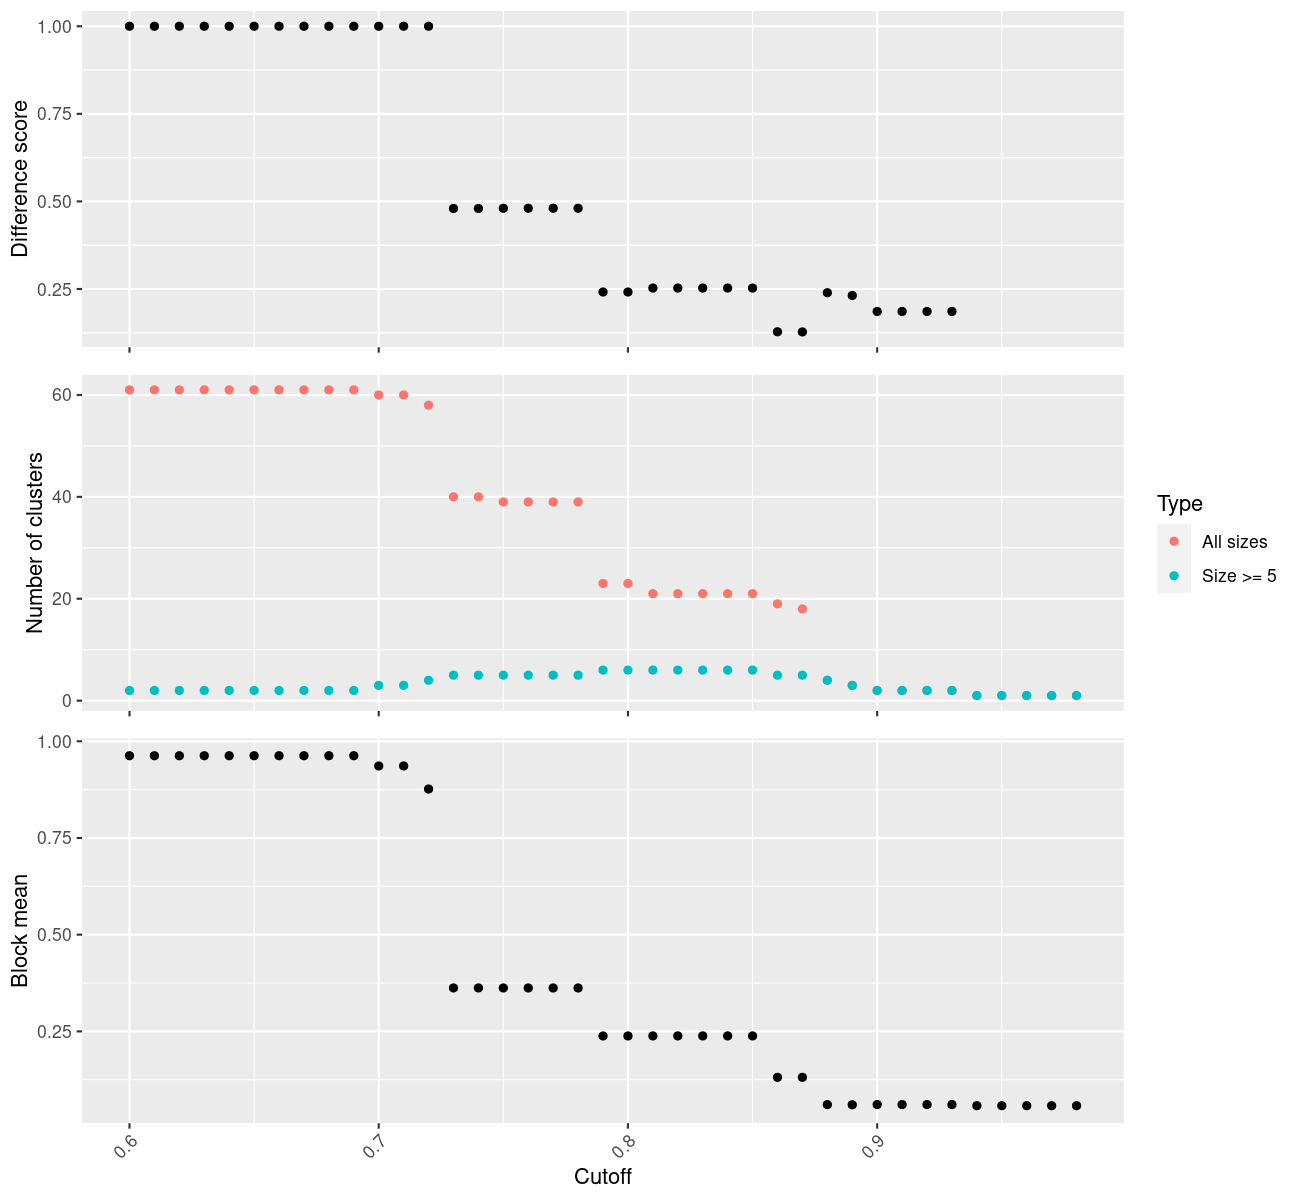 Difference score
1.00
0.75
0.50
0.25
Number of clusters
60
40
20
0
Type
All sizes
Size >= 5
Block mean
1.00
0.75
0.50
0.25
0.6
0.7
0.8
0.9
Cutoff